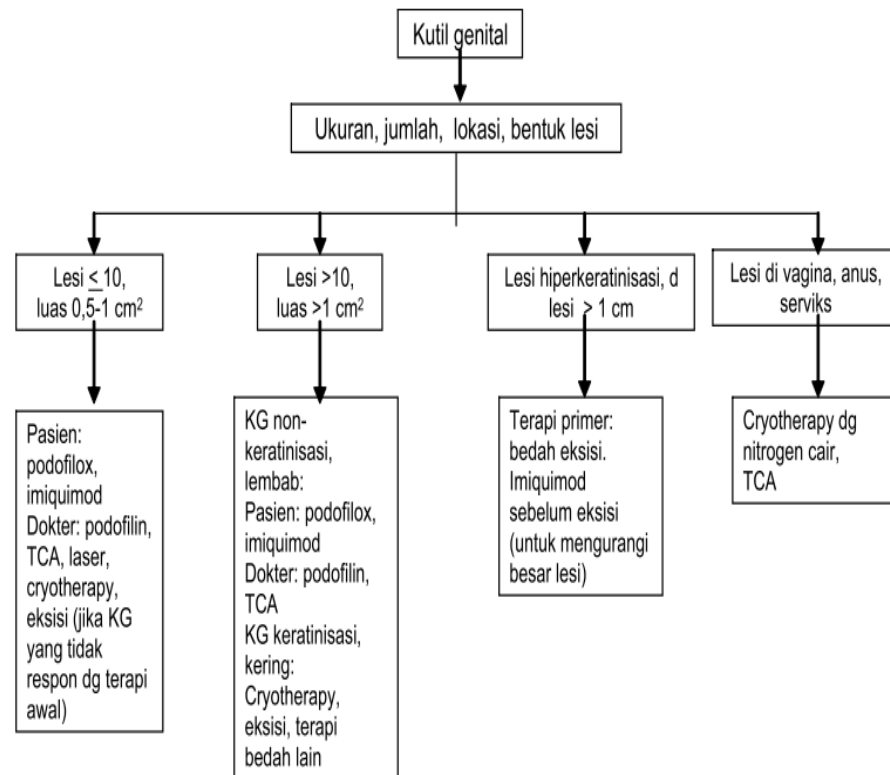 Kutil genital
Ukuran, jumlah, lokasi, bentuk lesi
Lesi ≤ 10,
luas 0,5-1 cm²
Lesi >10,
luas >1 cm²
Lesi hiperkeratinisasi, d
lesi > 1 cm
Lesi di vagina, anus,
serviks
Pasien:
podofilox,
imiquimod
Dokter: podofilin,
TCA, laser,
cryotherapy,
eksisi (jika KG
yang tidak
respon dg terapi
awal)
KG non-
keratinisasi,
lembab:
Pasien: podofilox,
imiquimod
Dokter: podofilin,
TCA
KG keratinisasi,
kering:
Cryotherapy,
eksisi, terapi
bedah lain
Terapi primer:
bedah eksisi.
Imiquimod
sebelum eksisi
(untuk mengurangi
besar lesi)
Cryotherapy dg
nitrogen cair,
TCA